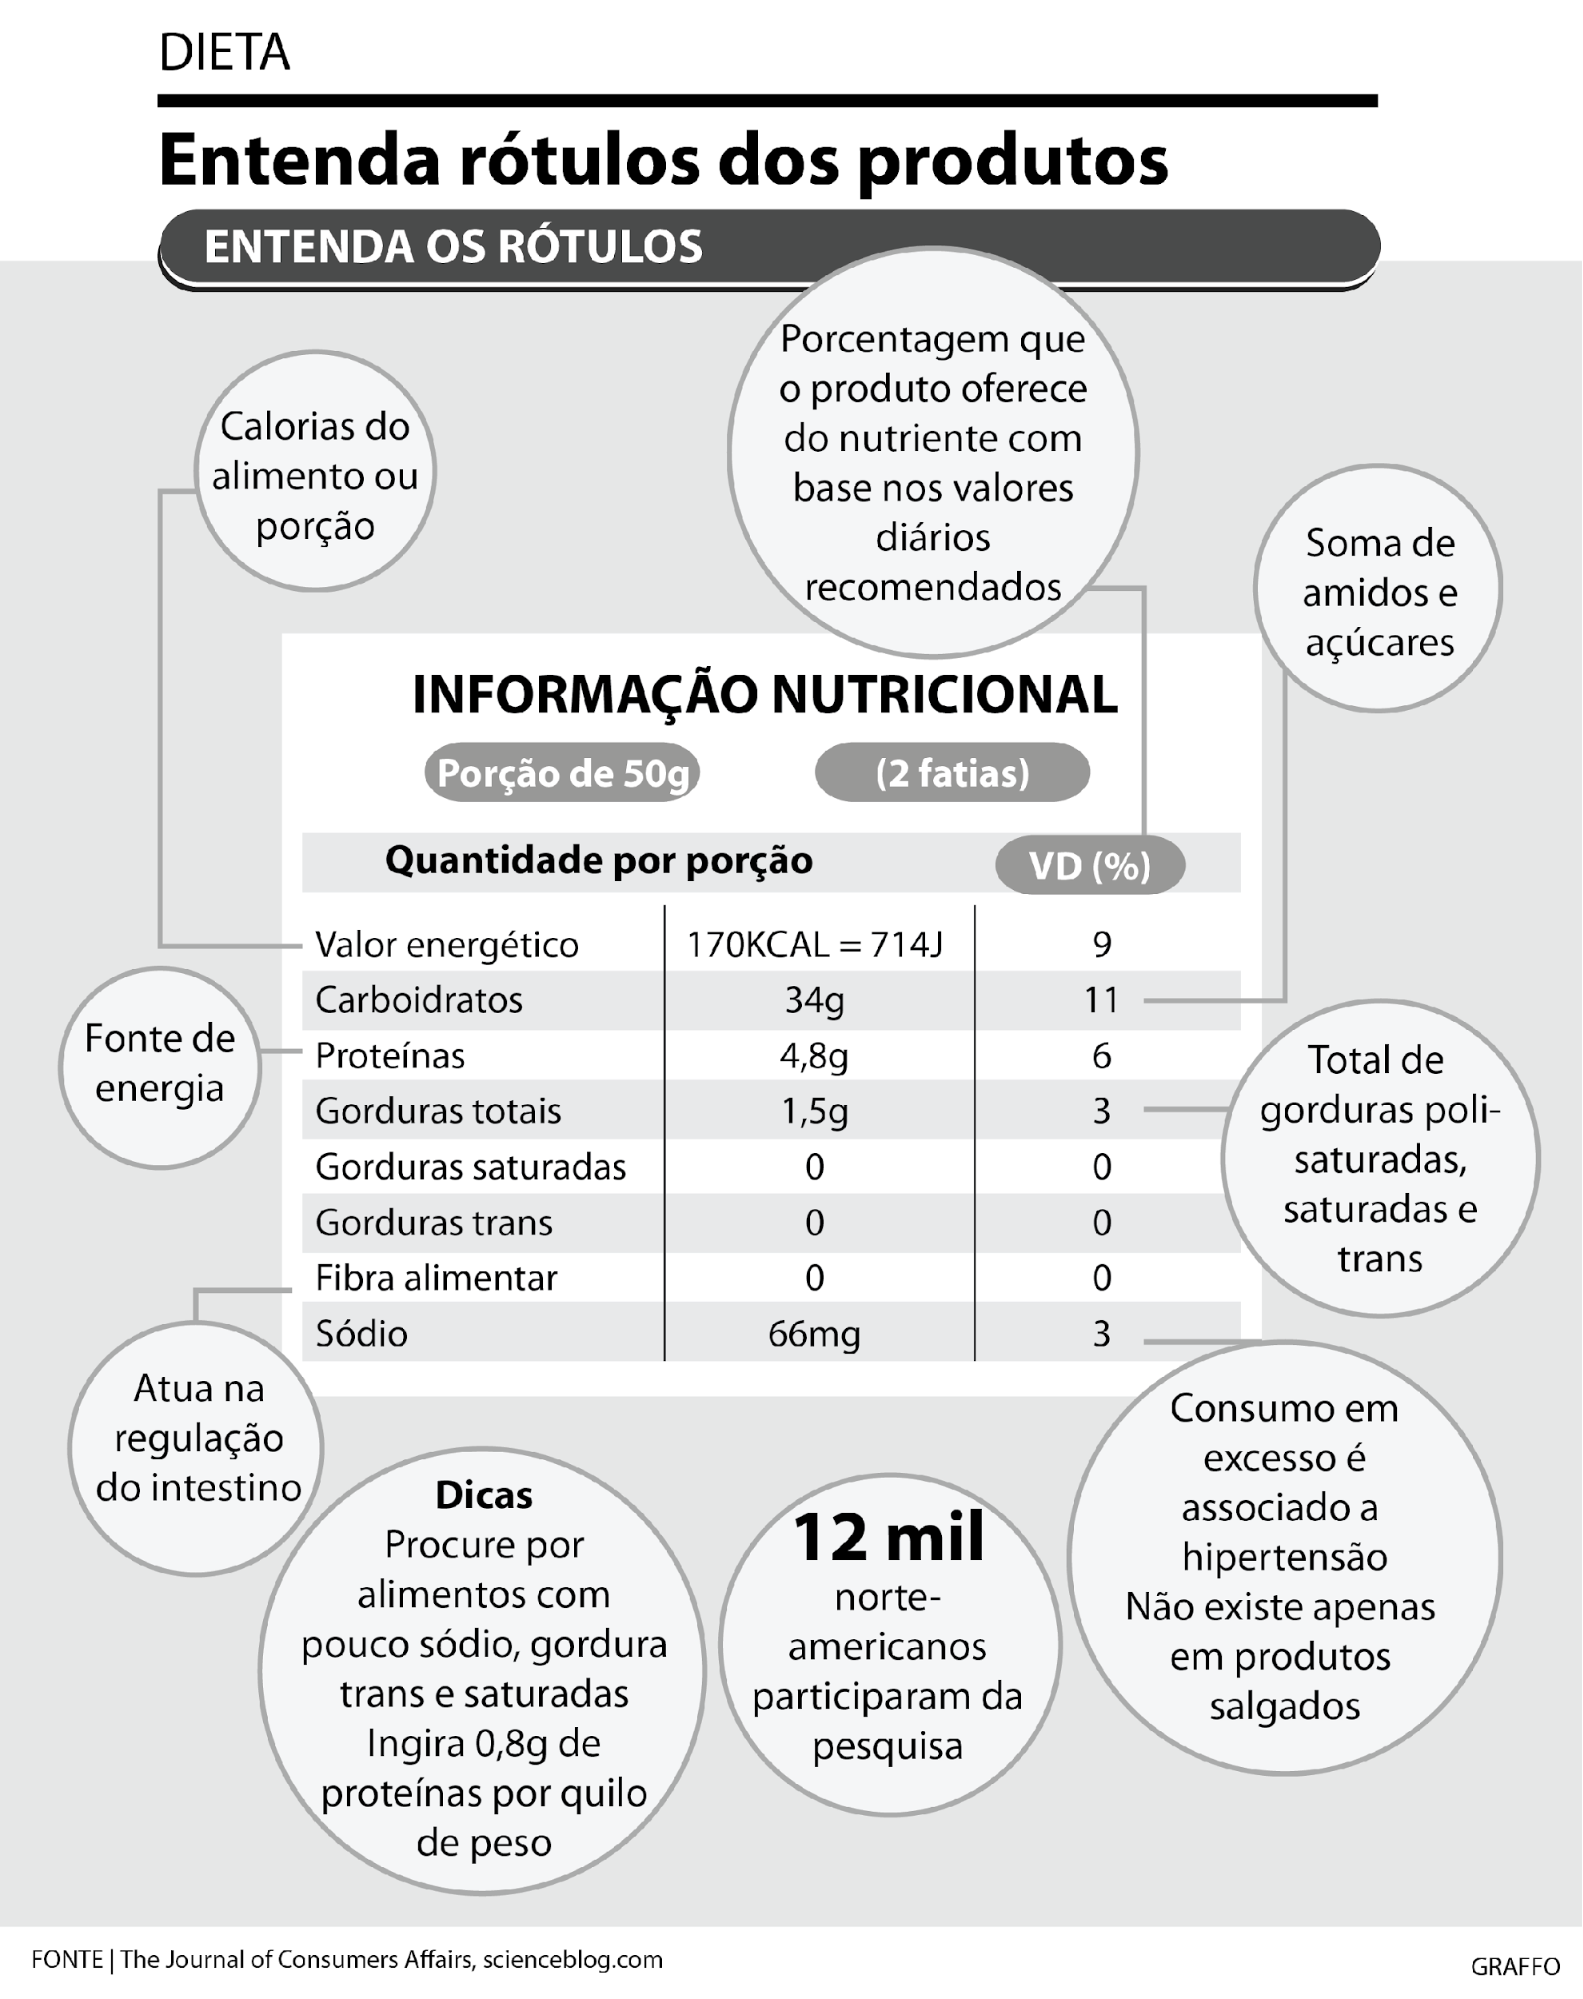 DIETA
Entenda rótulos dos produtos
ENTENDA OS RÓTULOS
Calorias do
alimento ou
porção
Porcentagem que
o produto oferece
do nutriente com
base nos valores
diários
recomendados
Soma de
amidos e
açúcares
INFORMAÇÃO NUTRICIONAL
Porção de 50g (2 fatias)
Quantidade por porção VD (%)
Valor energético 170KCAL = 714J 9
Carboidratos 34g 11
Proteínas 4,8g 6
Gorduras totais 1,5g 3
Gorduras saturadas 0 0
Gorduras trans 0 0
Fibra alimentar 0 0
Sódio 66mg 3
Fonte de
energia
Total de
gorduras poli-
saturadas,
saturadas e
trans
Atua na
regulação
do intestino
Dicas
Procure por
alimentos com
pouco sódio, gordura
trans e saturadas
Ingira 0,8g de
proteínas por quilo
de peso
12 mil
norte-
americanos
participaram da
pesquisa
Consumo em
excesso é
associado a
hipertensão
Não existe apenas
em produtos
salgados
FONTE | The Journal of Consumers Affairs, scienceblog.com
GRAFFO